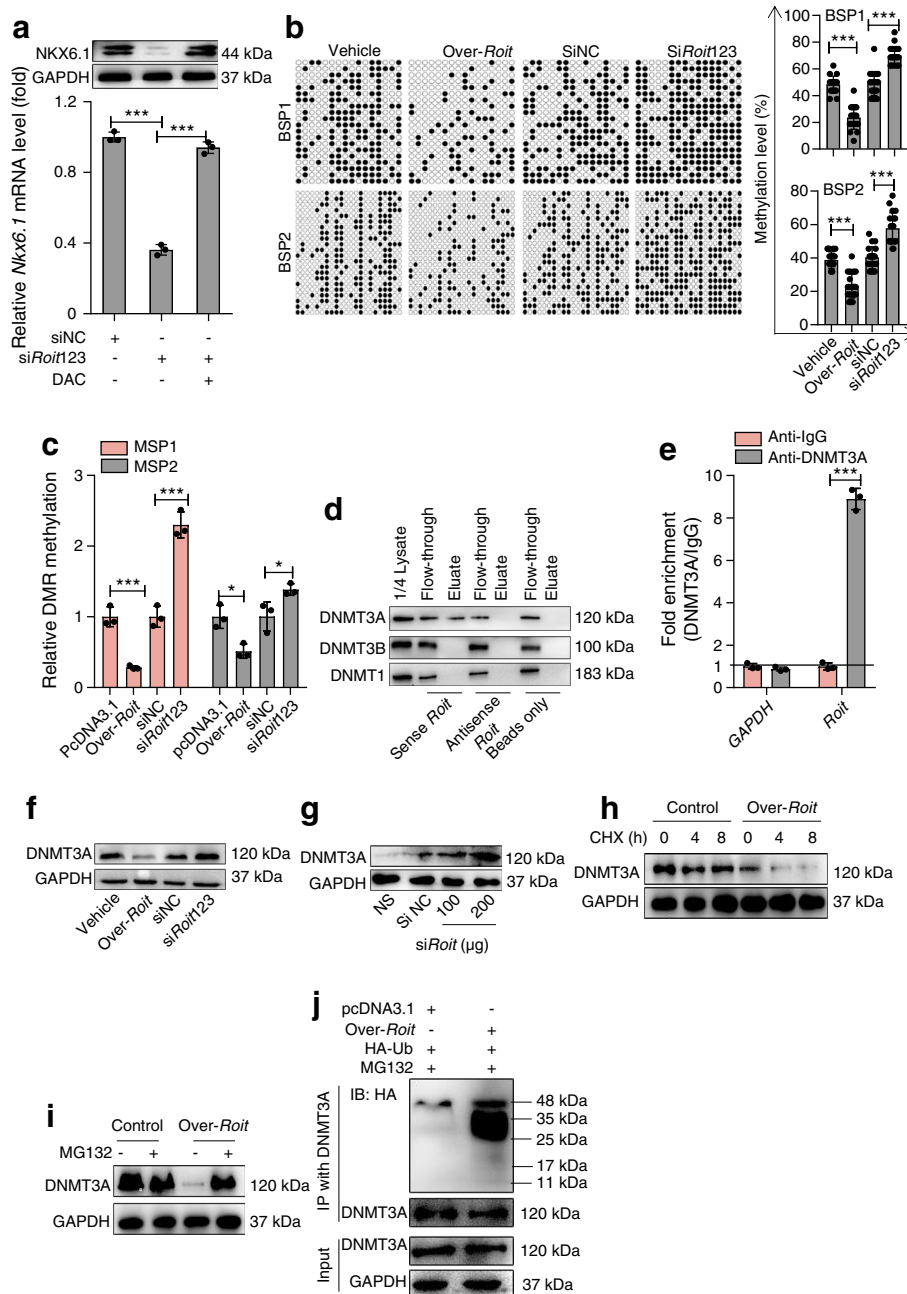 a
NKX6.1 44 kDa
GAPDH 37 kDa
Relative Nkx6.1 mRNA level (fold)
1.2
0.8
0.4
0
***
***
siNC + - -
siRoit123 - + +
DAC - - +
b
Vehicle Over-Roit SiNC SiRoit123
BSP1
BSP2
Methylation level (%)
BSP1
100
80
60
40
20
0
***
***
BSP2
80
60
40
20
0
***
***
Vehicle
Over-Roit
siNC
siRoit123
c
MSP1
MSP2
Relative DMR methylation
3
2
1
0
***
***
*
*
PcDNA3.1
Over-Roit
siNC
siRoit123
pcDNA3.1
Over-Roit
siNC
siRoit123
d
1/4 Lysate
Flow-through
Eluate
Flow-through
Eluate
Flow-through
Eluate
DNMT3A 120 kDa
DNMT3B 100 kDa
DNMT1 183 kDa
Sense Roit
Antisense
Roit
Beads only
e
Anti-IgG
Anti-DNMT3A
Fold enrichment
(DNMT3A/IgG)
10
8
6
4
2
1
0
***
GAPDH
Roit
f
DNMT3A 120 kDa
GAPDH 37 kDa
Vehicle
Over-Roit
siNC
siRoit123
g
DNMT3A 120 kDa
GAPDH 37 kDa
NS
Si NC
100
200
siRoit (μg)
h
Control Over-Roit
CHX (h) 0 4 8 0 4 8
DNMT3A 120 kDa
GAPDH 37 kDa
i
Control Over-Roit
MG132 - + - +
DNMT3A 120 kDa
GAPDH 37 kDa
j
pcDNA3.1 + -
Over-Roit - +
HA-Ub + +
MG132 + +
IP with DNMT3A
IB: HA
48 kDa
35 kDa
25 kDa
17 kDa
11 kDa
DNMT3A 120 kDa
Input
DNMT3A 120 kDa
GAPDH 37 kDa